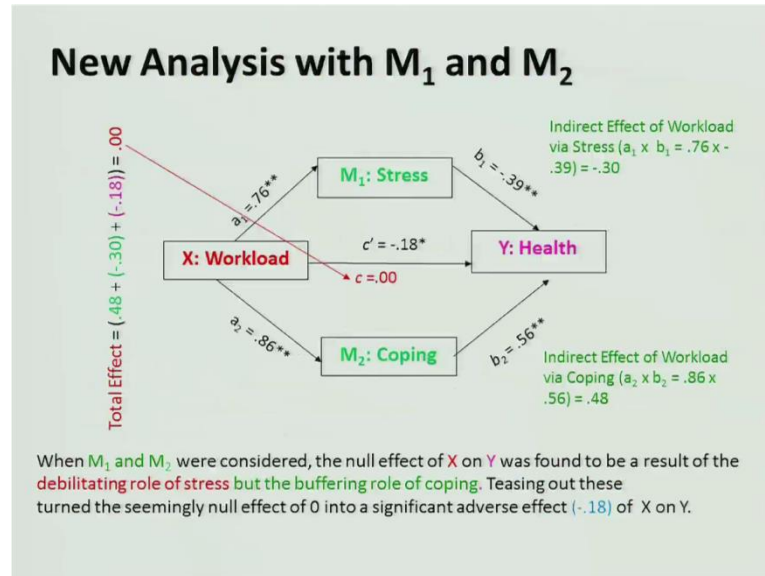 New Analysis with M₁ and M₂
Total Effect = (.48 + (-.30) + (-.18)) = .00
Indirect Effect of Workload
via Stress (a₁ x b₁ = .76 x -
.39) = -.30
M₁: Stress
a₁ = .76**
b₁ = -.39**
X: Workload
c' = -.18*
c =.00
Y: Health
a₂ = .86**
M₂: Coping
b₂ = .56**
Indirect Effect of Workload
via Coping (a₂ x b₂ = .86 x
.56) = .48
When M₁ and M₂ were considered, the null effect of X on Y was found to be a result of the
debilitating role of stress but the buffering role of coping. Teasing out these
turned the seemingly null effect of 0 into a significant adverse effect (-.18) of X on Y.